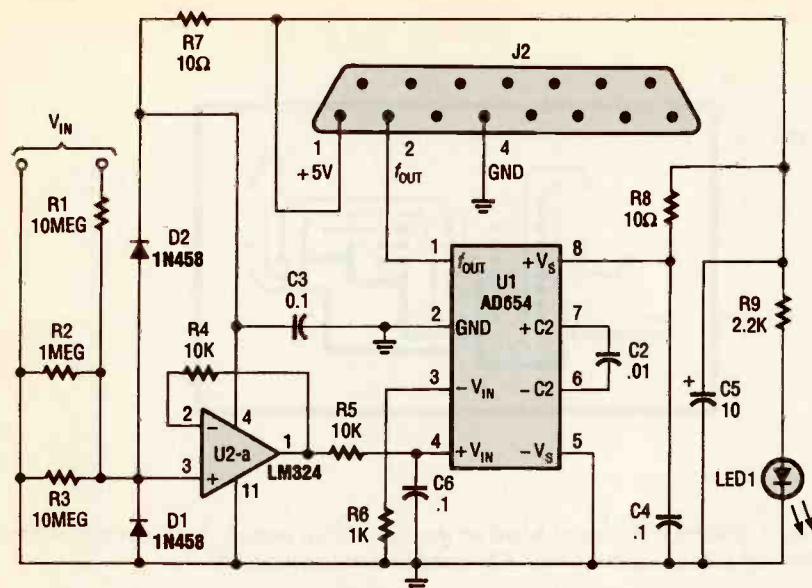 R7
10Ω
J2
V_IN
1
+5V
2
f_OUT
4
GND
R1
10MEG
D2
1N458
R8
10Ω
C3
0.1
1
f_OUT
U1
AD654
+V_S
8
2
GND
+C2
7
C2
.01
R9
2.2K
R2
1MEG
R4
10K
3
−V_IN
−C2
6
C5
10
+
2
−
4
U2-a
1
LM324
R5
10K
4
+V_IN
−V_S
5
3
+
11
R3
10MEG
D1
1N458
C6
.1
R6
1K
C4
.1
LED1